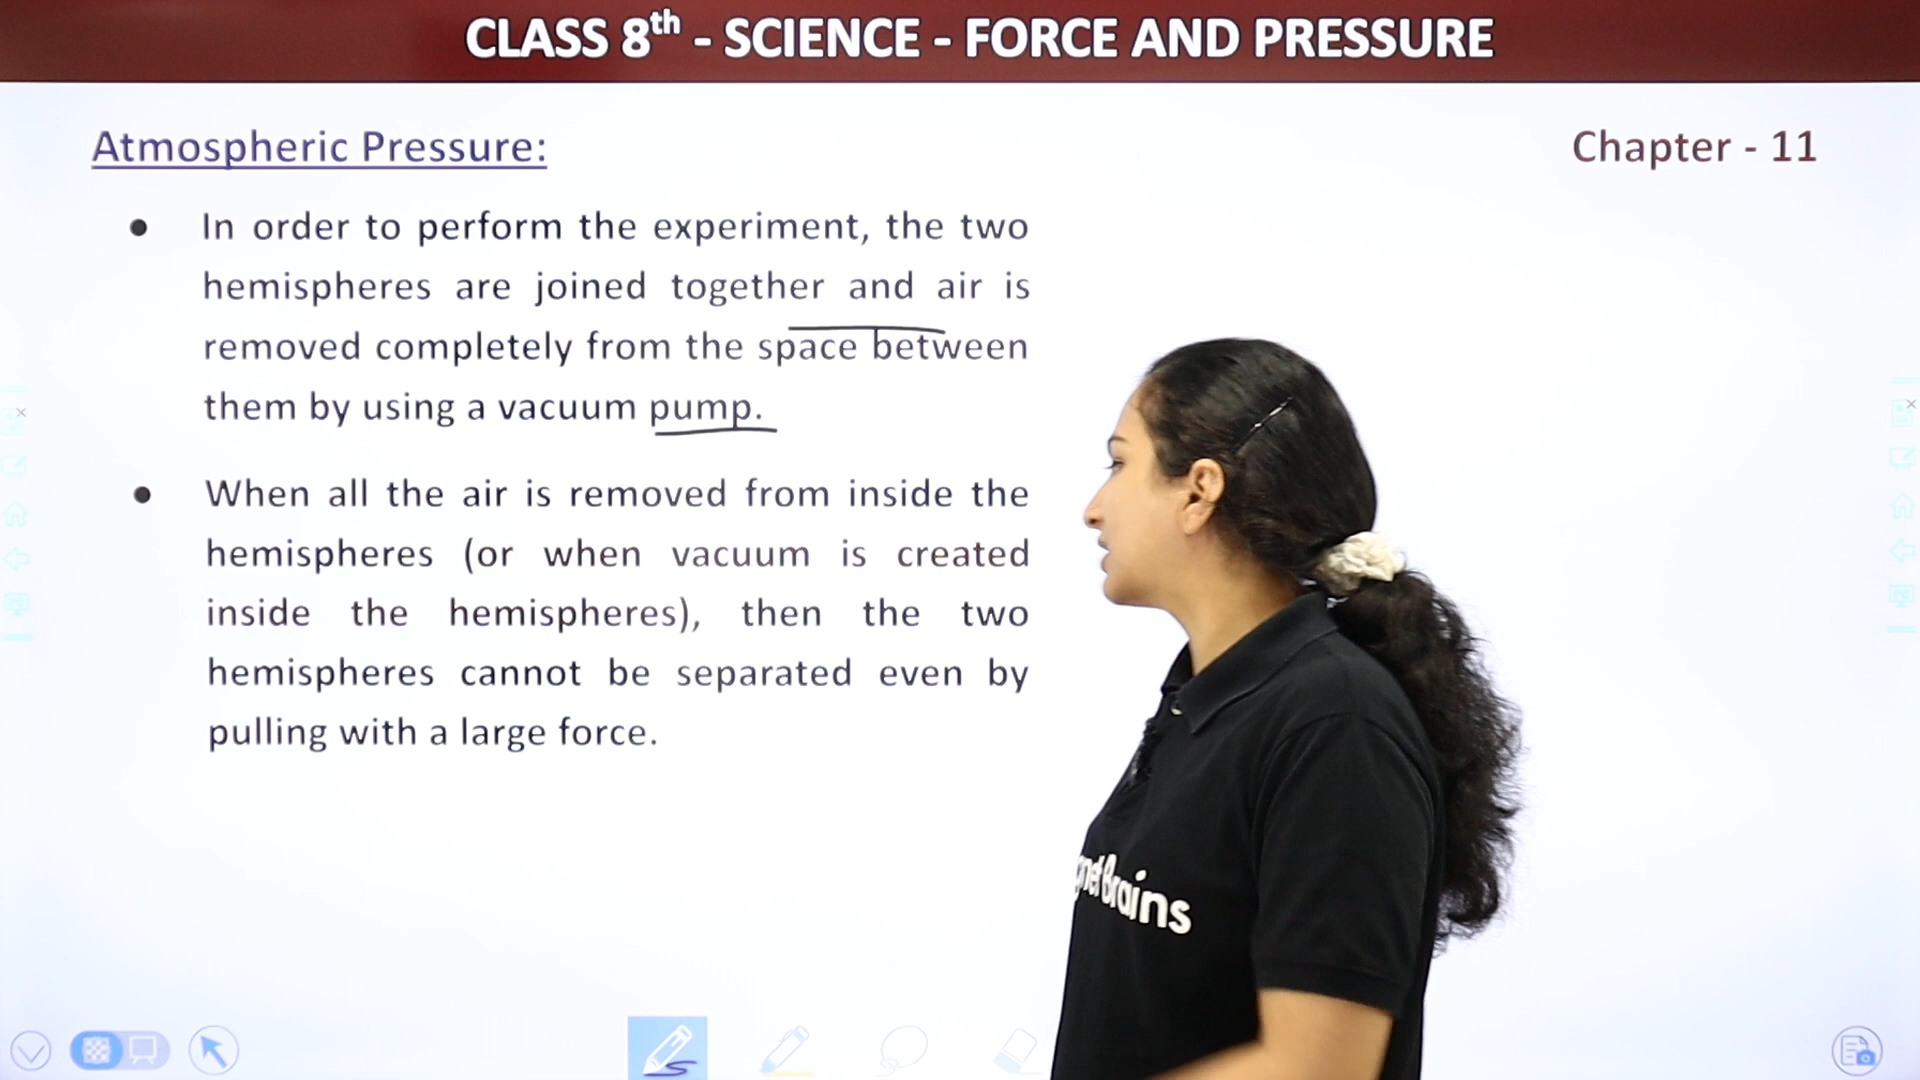 CLASS 8th - SCIENCE - FORCE AND PRESSURE
Atmospheric Pressure:
Chapter - 11
● In order to perform the experiment, the two
hemispheres are joined together and air is
removed completely from the space between
them by using a vacuum pump.
● When all the air is removed from inside the
hemispheres (or when vacuum is created
inside the hemispheres), then the two
hemispheres cannot be separated even by
pulling with a large force.
gnetBrains